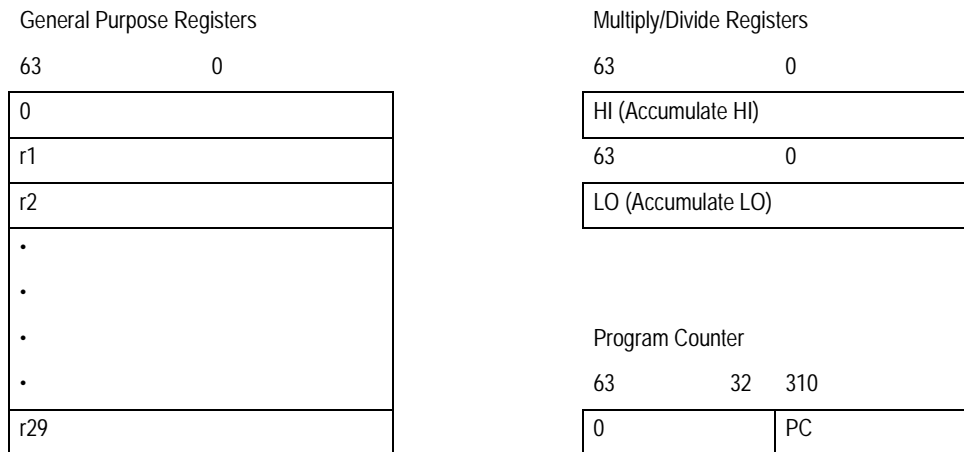 General Purpose Registers
63 0
0
r1
r2
•
•
•
•
r29
Multiply/Divide Registers
63 0
HI (Accumulate HI)
63 0
LO (Accumulate LO)
Program Counter
63 32 310
0 PC